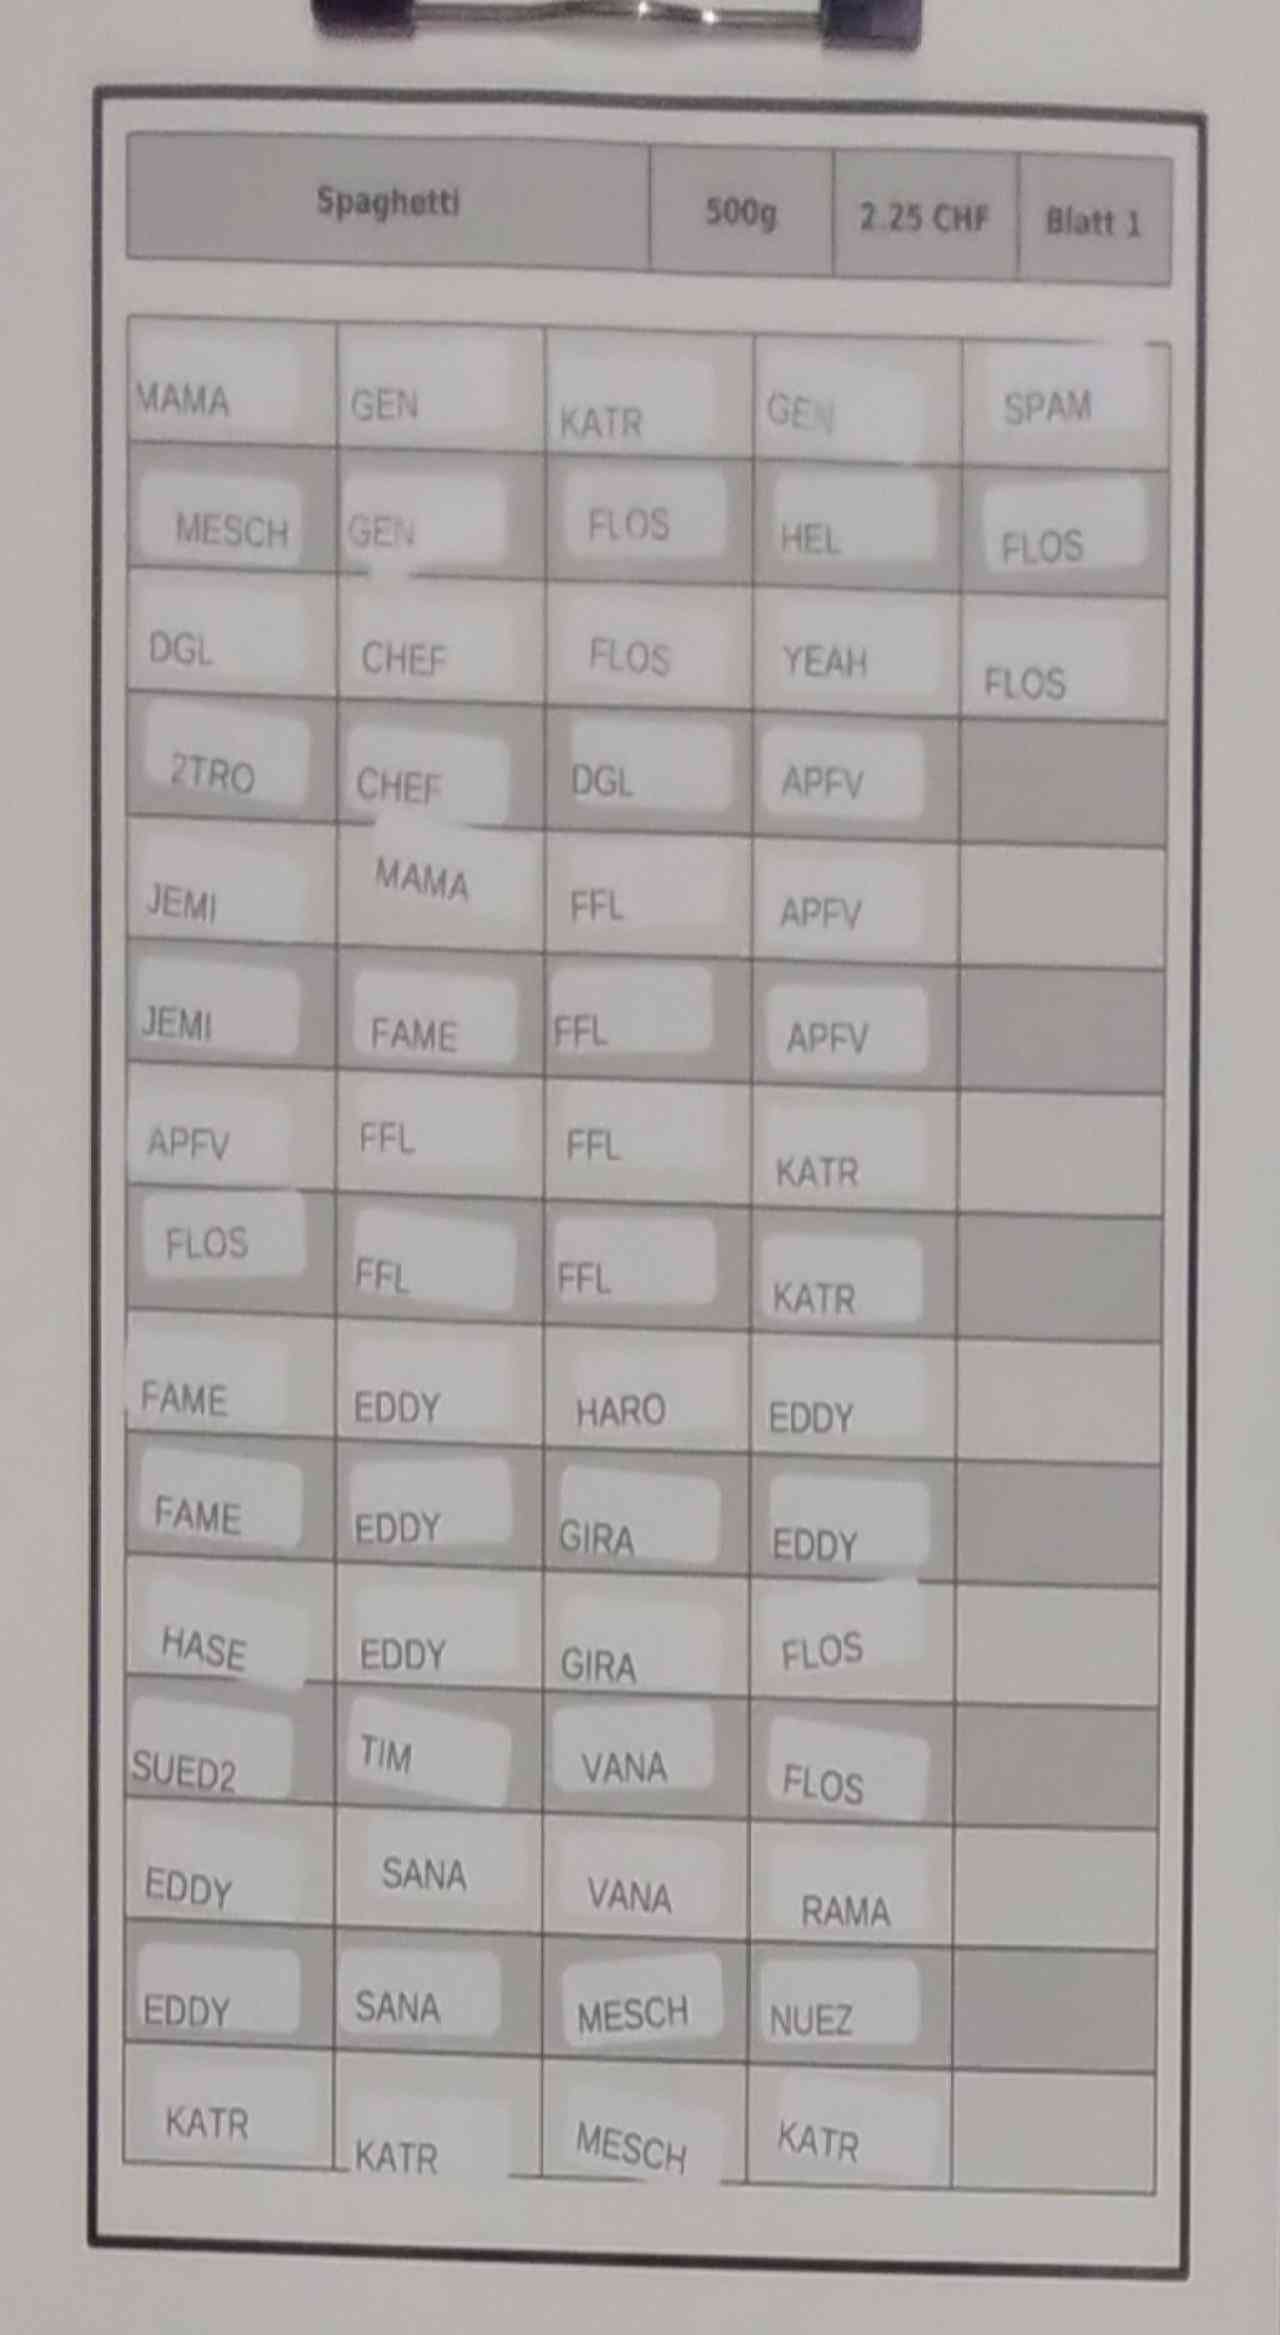 Spaghetti 500g 2.25 CHF Blatt 1
MAMA GEN KATR GEN SPAM
MESCH GEN FLOS HEL FLOS
DGL CHEF FLOS YEAH FLOS
2TRO CHEF DGL APFV
JEMI MAMA FFL APFV
JEMI FAME FFL APFV
APFV FFL FFL KATR
FLOS FFL FFL KATR
FAME EDDY HARO EDDY
FAME EDDY GIRA EDDY
HASE EDDY GIRA FLOS
SUED2 TIM VANA FLOS
EDDY SANA VANA RAMA
EDDY SANA MESCH NUEZ
KATR KATR MESCH KATR